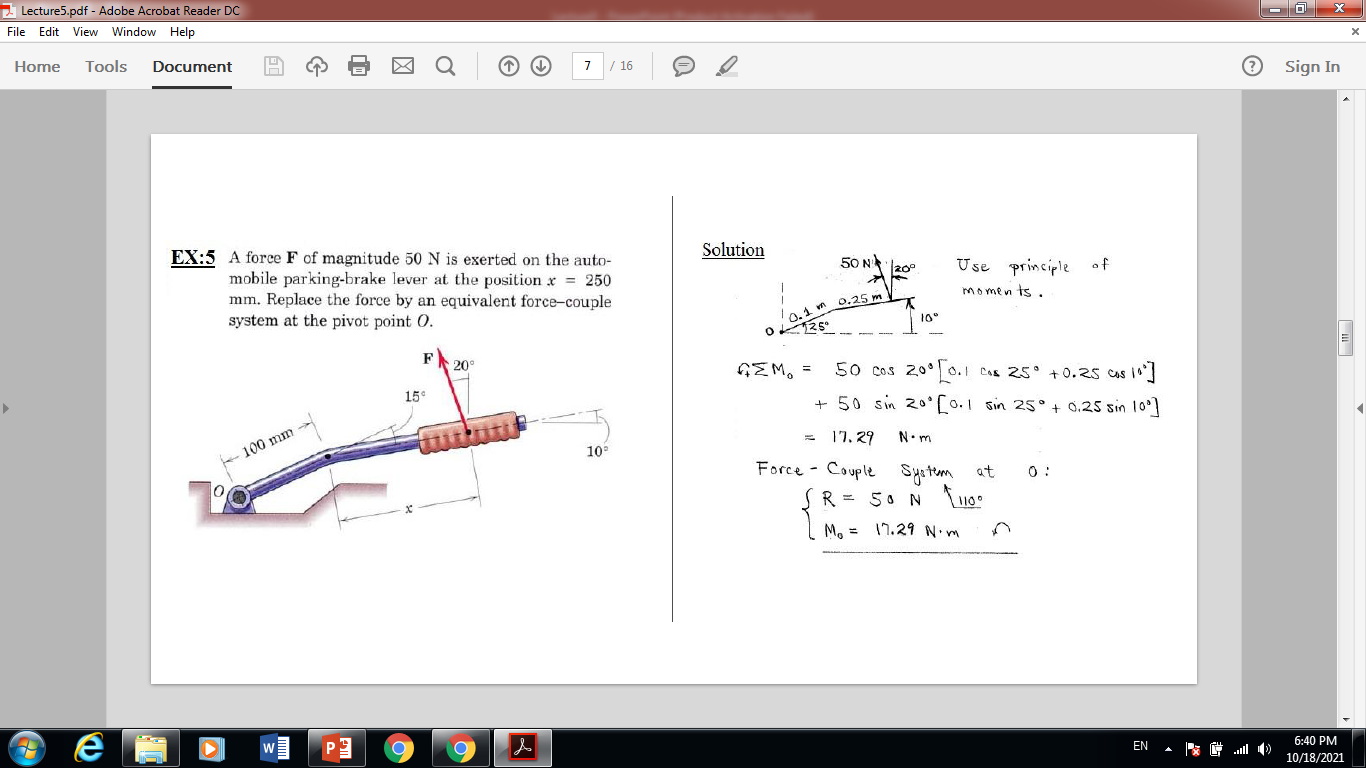 Lecture5.pdf - Adobe Acrobat Reader DC
File Edit View Window Help
Home Tools Document 7 / 16 Sign In
EX:5 A force F of magnitude 50 N is exerted on the auto-
mobile parking-brake lever at the position x = 250
mm. Replace the force by an equivalent force–couple
system at the pivot point O.
F 20°
15°
100 mm
10°
O
x
Solution
50 N 20°
Use principle of
moments.
0.1 m 0.25 m
10°
O 25°
+ΣMo = 50 cos 20° [0.1 cos 25° + 0.25 cos 10°]
+ 50 sin 20° [0.1 sin 25° + 0.25 sin 10°]
= 17.29 N·m
Force - Couple System at O:
R = 50 N 110°
Mo = 17.29 N·m
EN 6:40 PM
10/18/2021